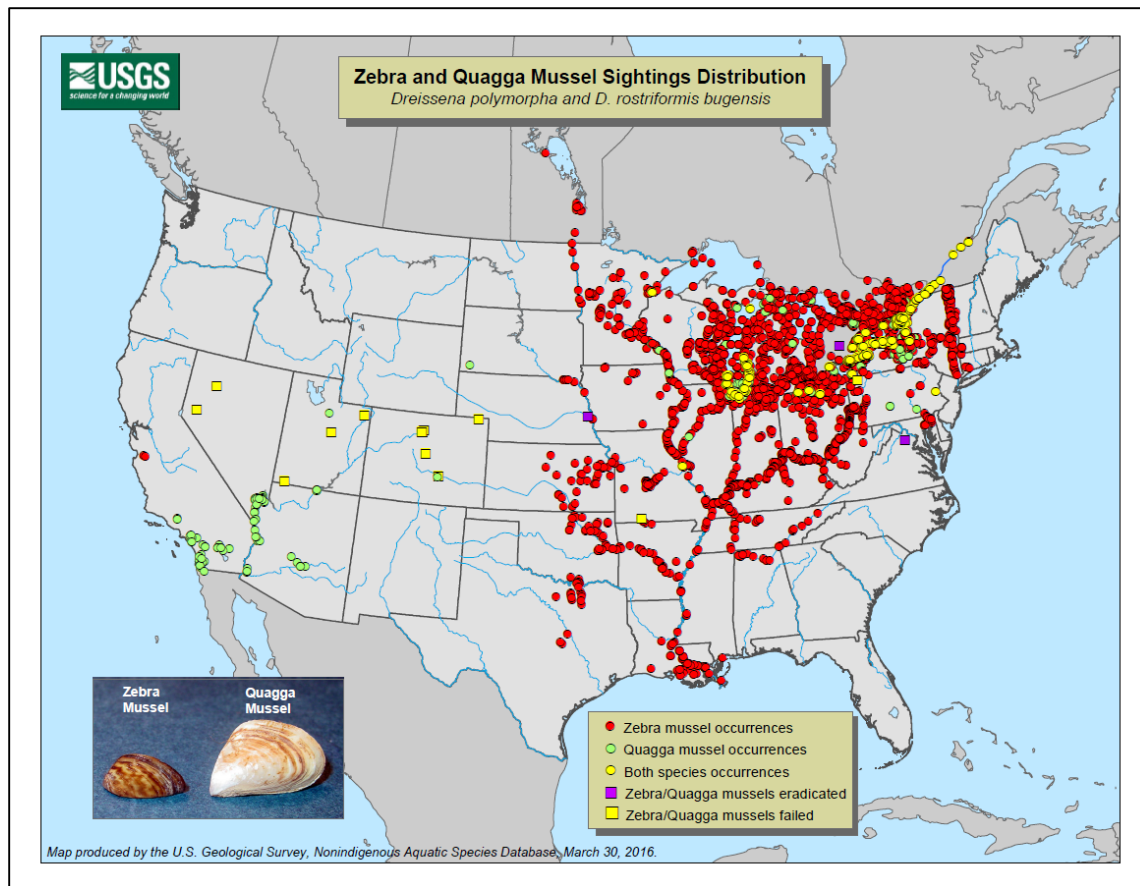 USGS
science for a changing world
Zebra and Quagga Mussel Sightings Distribution
Dreissena polymorpha and D. rostriformis bugensis
Zebra
Mussel
Quagga
Mussel
Zebra mussel occurrences
Quagga mussel occurrences
Both species occurrences
Zebra/Quagga mussels eradicated
Zebra/Quagga mussels failed
Map produced by the U.S. Geological Survey, Nonindigenous Aquatic Species Database, March 30, 2016.